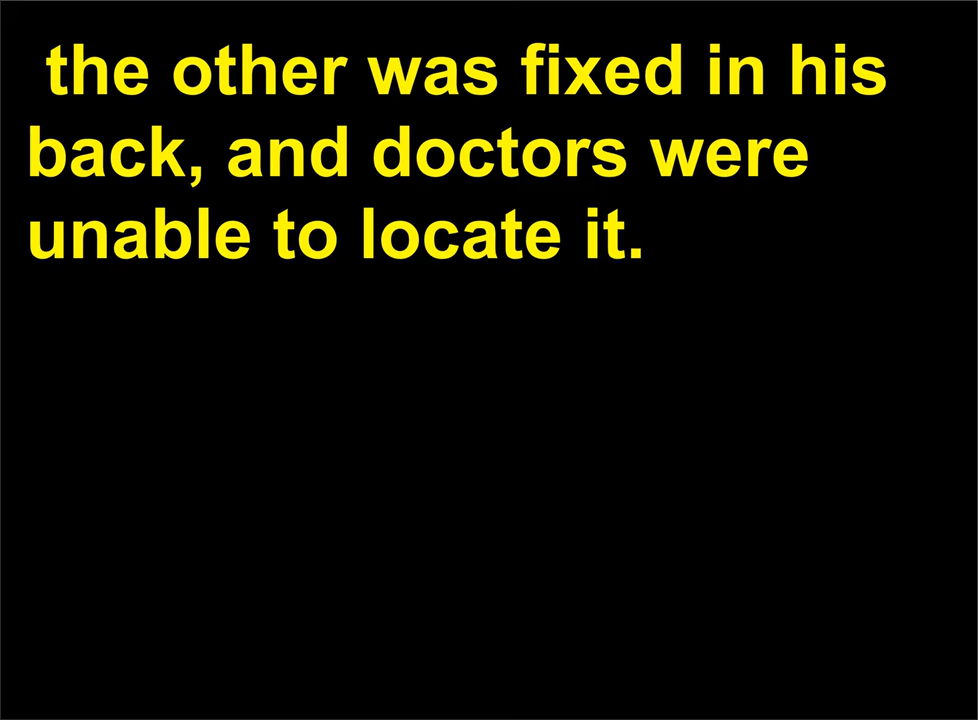 the other was fixed in his
back, and doctors were
unable to locate it.